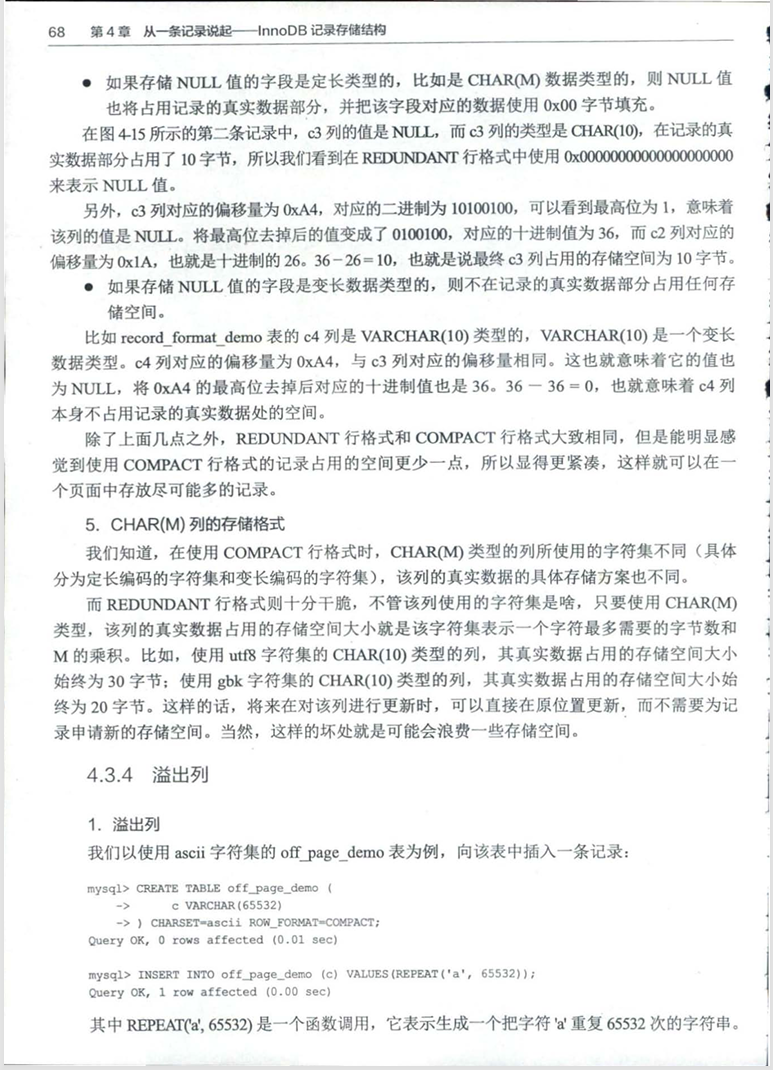 68 第 4 章 从一条记录说起——InnoDB 记录存储结构
● 如果存储 NULL 值的字段是定长类型的，比如是 CHAR(M) 数据类型的，则 NULL 值
也将占用记录的真实数据部分，并把该字段对应的数据使用 0x00 字节填充。
在图 4-15 所示的第二条记录中，c3 列的值是 NULL，而 c3 列的类型是 CHAR(10)，在记录的真
实数据部分占用了 10 字节，所以我们看到在 REDUNDANT 行格式中使用 0x00000000000000000000
来表示 NULL 值。
另外，c3 列对应的偏移量为 0xA4，对应的二进制为 10100100，可以看到最高位为 1，意味着
该列的值是 NULL。将最高位去掉后的值变成了 0100100，对应的十进制值为 36，而 c2 列对应的
偏移量为 0x1A，也就是十进制的 26。36－26＝10，也就是说最终 c3 列占用的存储空间为 10 字节。
● 如果存储 NULL 值的字段是变长数据类型的，则不在记录的真实数据部分占用任何存
储空间。
比如 record_format_demo 表的 c4 列是 VARCHAR(10) 类型的，VARCHAR(10) 是一个变长
数据类型。c4 列对应的偏移量为 0xA4，与 c3 列对应的偏移量相同。这也就意味着它的值也
为 NULL，将 0xA4 的最高位去掉后对应的十进制值也是 36。36 － 36 = 0，也就意味着 c4 列
本身不占用记录的真实数据处的空间。
除了上面几点之外，REDUNDANT 行格式和 COMPACT 行格式大致相同，但是能明显感
觉到使用 COMPACT 行格式的记录占用的空间更少一点，所以显得更紧凑，这样就可以在一
个页面中存放尽可能多的记录。
5. CHAR(M) 列的存储格式
我们知道，在使用 COMPACT 行格式时，CHAR(M) 类型的列所使用的字符集不同（具体
分为定长编码的字符集和变长编码的字符集），该列的真实数据的具体存储方案也不同。
而 REDUNDANT 行格式则十分干脆，不管该列使用的字符集是啥，只要使用 CHAR(M)
类型，该列的真实数据占用的存储空间大小就是该字符集表示一个字符最多需要的字节数和
M 的乘积。比如，使用 utf8 字符集的 CHAR(10) 类型的列，其真实数据占用的存储空间大小
始终为 30 字节；使用 gbk 字符集的 CHAR(10) 类型的列，其真实数据占用的存储空间大小始
终为 20 字节。这样的话，将来在对该列进行更新时，可以直接在原位置更新，而不需要为记
录申请新的存储空间。当然，这样的坏处就是可能会浪费一些存储空间。
4.3.4 溢出列
1. 溢出列
我们以使用 ascii 字符集的 off_page_demo 表为例，向该表中插入一条记录：
mysql> CREATE TABLE off_page_demo (
-> c VARCHAR(65532)
-> ) CHARSET=ascii ROW_FORMAT=COMPACT;
Query OK, 0 rows affected (0.01 sec)
mysql> INSERT INTO off_page_demo (c) VALUES(REPEAT('a', 65532));
Query OK, 1 row affected (0.00 sec)
其中 REPEAT('a', 65532) 是一个函数调用，它表示生成一个把字符 'a' 重复 65532 次的字符串。